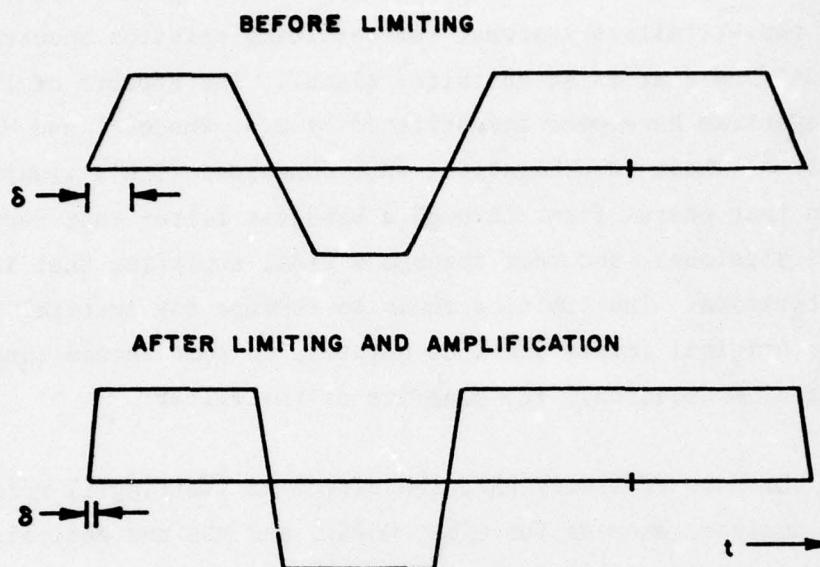 BEFORE LIMITING
δ
AFTER LIMITING AND AMPLIFICATION
δ
t